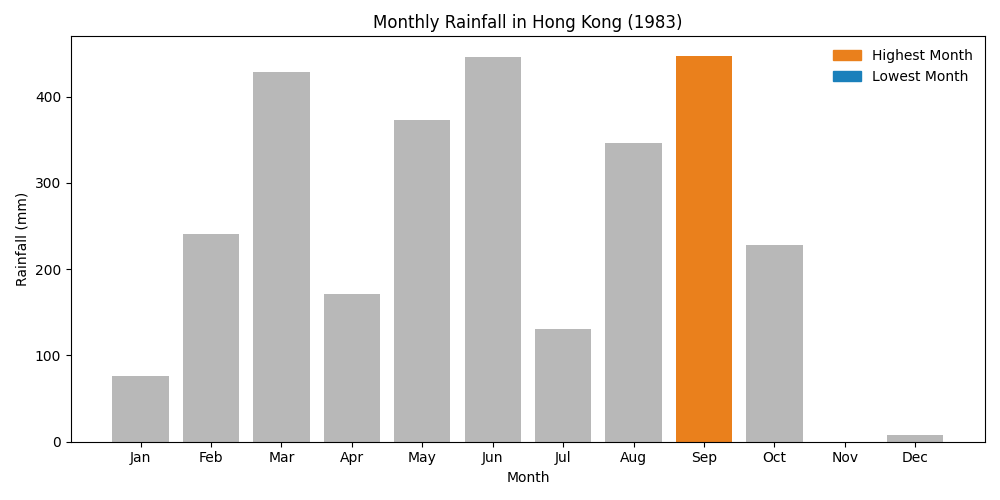 Monthly Rainfall in Hong Kong (1983)
Highest Month
Lowest Month
400
300
200
100
0
Rainfall (mm)
Jan Feb Mar Apr May Jun Jul Aug Sep Oct Nov Dec
Month